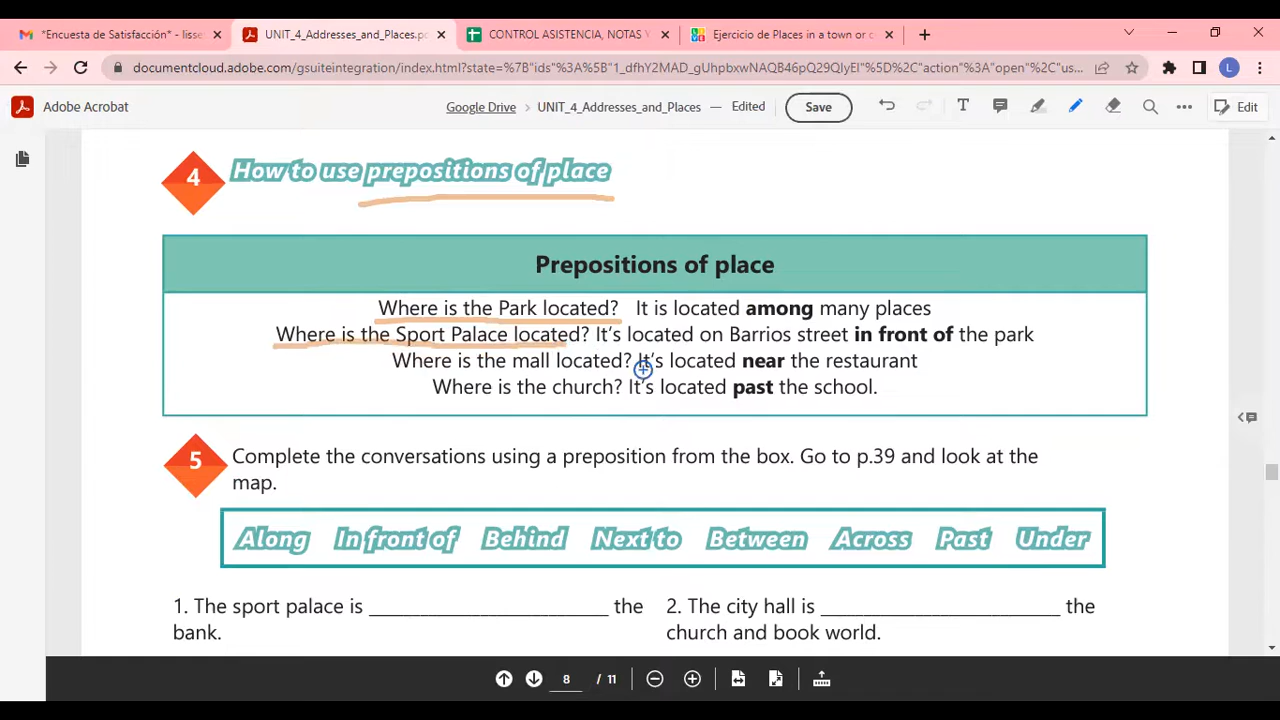 *Encuesta de Satisfacción* - lisse
UNIT_4_Addresses_and_Places.pc
CONTROL ASISTENCIA, NOTAS Y
Ejercicio de Places in a town or c
L
documentcloud.adobe.com/gsuiteintegration/index.html?state=%7B"ids"%3A%5B"1_dfhY2MAD_gUhpbxwNAQB46pQ29QIyEI"%5D%2C"action"%3A"open"%2C"us...
Adobe Acrobat
Google Drive > UNIT_4_Addresses_and_Places — Edited
Save
Edit
4 How to use prepositions of place
Prepositions of place
Where is the Park located? It is located among many places
Where is the Sport Palace located? It's located on Barrios street in front of the park
Where is the mall located? It's located near the restaurant
Where is the church? It's located past the school.
5 Complete the conversations using a preposition from the box. Go to p.39 and look at the
map.
Along In front of Behind Next to Between Across Past Under
1. The sport palace is ______________________ the
bank.
2. The city hall is ______________________ the
church and book world.
8 / 11